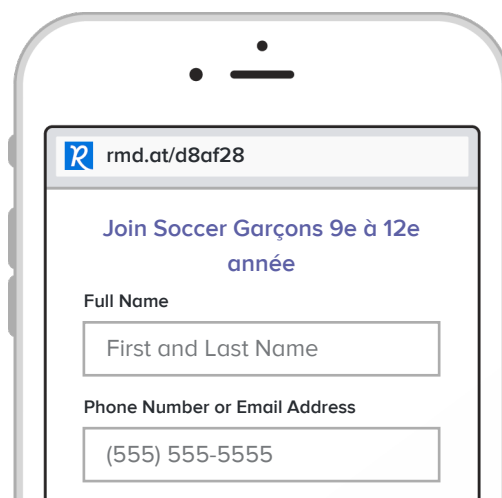 rmd.at/d8af28
Join Soccer Garçons 9e à 12e
année
Full Name
First and Last Name
Phone Number or Email Address
(555) 555-5555